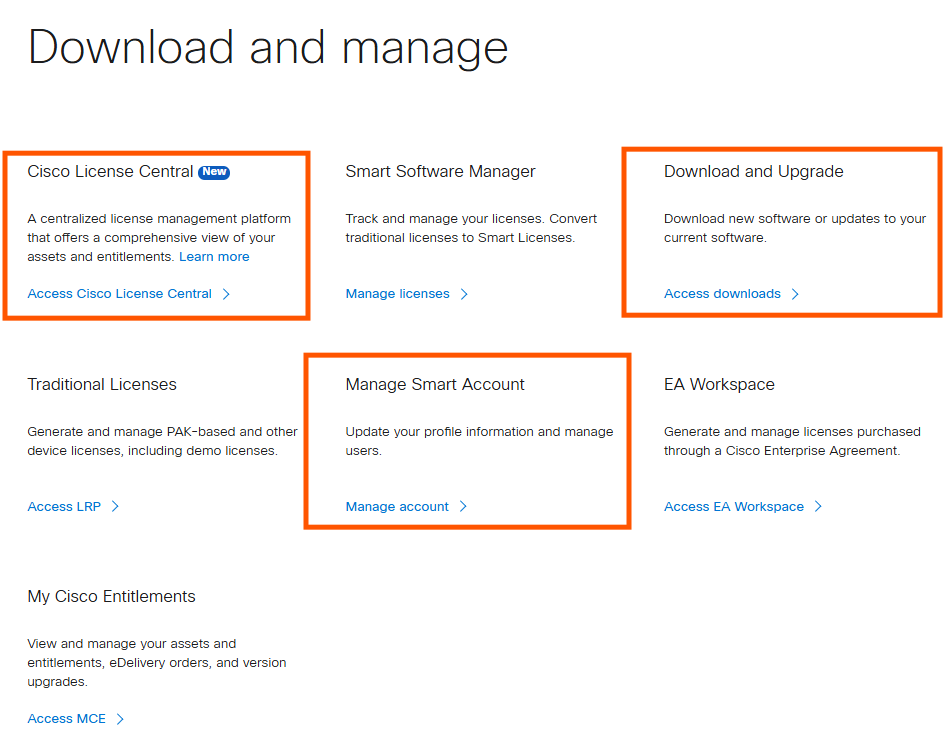 Download and manage
Cisco License Central New
A centralized license management platform
that offers a comprehensive view of your
assets and entitlements. Learn more
Access Cisco License Central
Smart Software Manager
Track and manage your licenses. Convert
traditional licenses to Smart Licenses.
Manage licenses
Download and Upgrade
Download new software or updates to your
current software.
Access downloads
Traditional Licenses
Generate and manage PAK-based and other
device licenses, including demo licenses.
Access LRP
Manage Smart Account
Update your profile information and manage
users.
Manage account
EA Workspace
Generate and manage licenses purchased
through a Cisco Enterprise Agreement.
Access EA Workspace
My Cisco Entitlements
View and manage your assets and
entitlements, eDelivery orders, and version
upgrades.
Access MCE